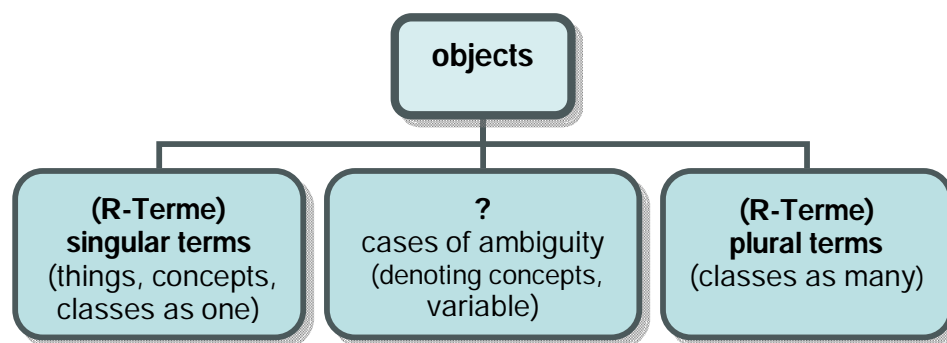 objects
(R-Terme)
singular terms
(things, concepts,
classes as one)
?
cases of ambiguity
(denoting concepts,
variable)
(R-Terme)
plural terms
(classes as many)